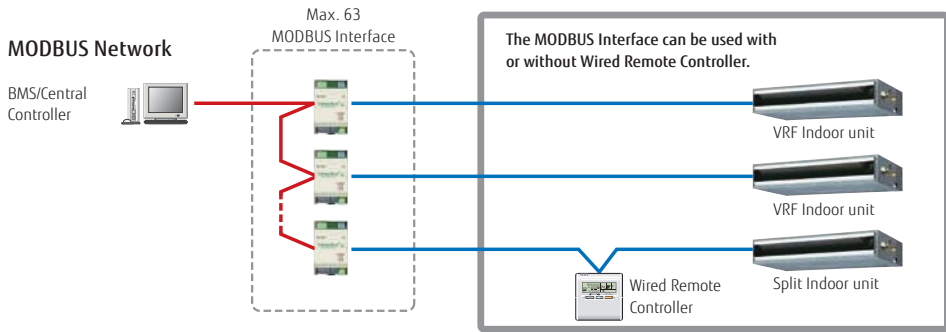 Max. 63
MODBUS Interface
MODBUS Network
BMS/Central
Controller
The MODBUS Interface can be used with
or without Wired Remote Controller.
VRF Indoor unit
VRF Indoor unit
Wired Remote
Controller
Split Indoor unit